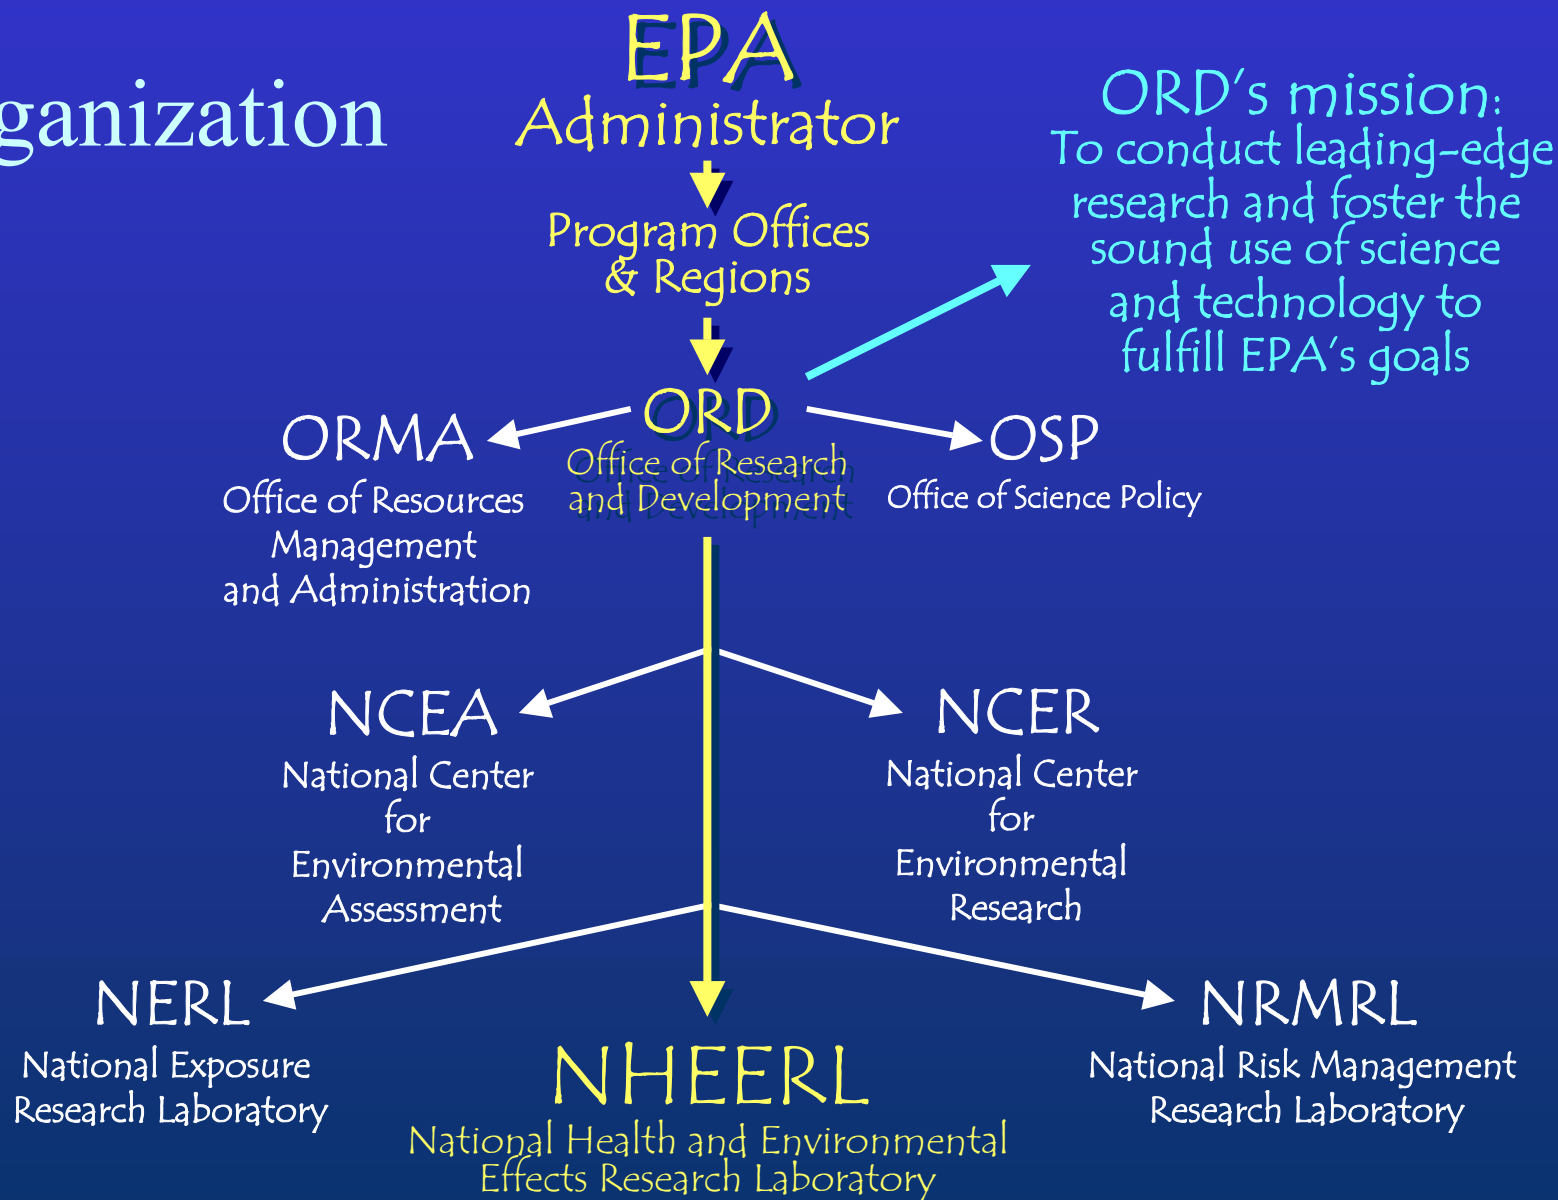 ganization
EPA
Administrator
Program Offices
& Regions
ORD's mission:
To conduct leading-edge
research and foster the
sound use of science
and technology to
fulfill EPA's goals
ORMA
Office of Resources
Management
and Administration
ORD
Office of Research
and Development
OSP
Office of Science Policy
NCEA
National Center
for
Environmental
Assessment
NCER
National Center
for
Environmental
Research
NERL
National Exposure
Research Laboratory
NHEERL
National Health and Environmental
Effects Research Laboratory
NRMRL
National Risk Management
Research Laboratory